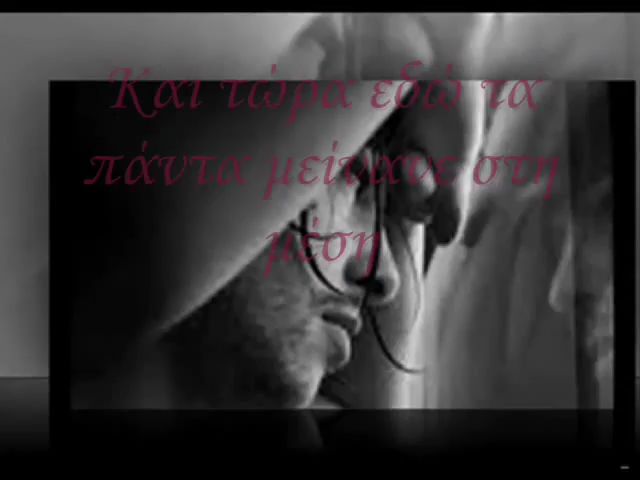 Και τώρα εδώ τα
πάντα μείνανε στη
μέση